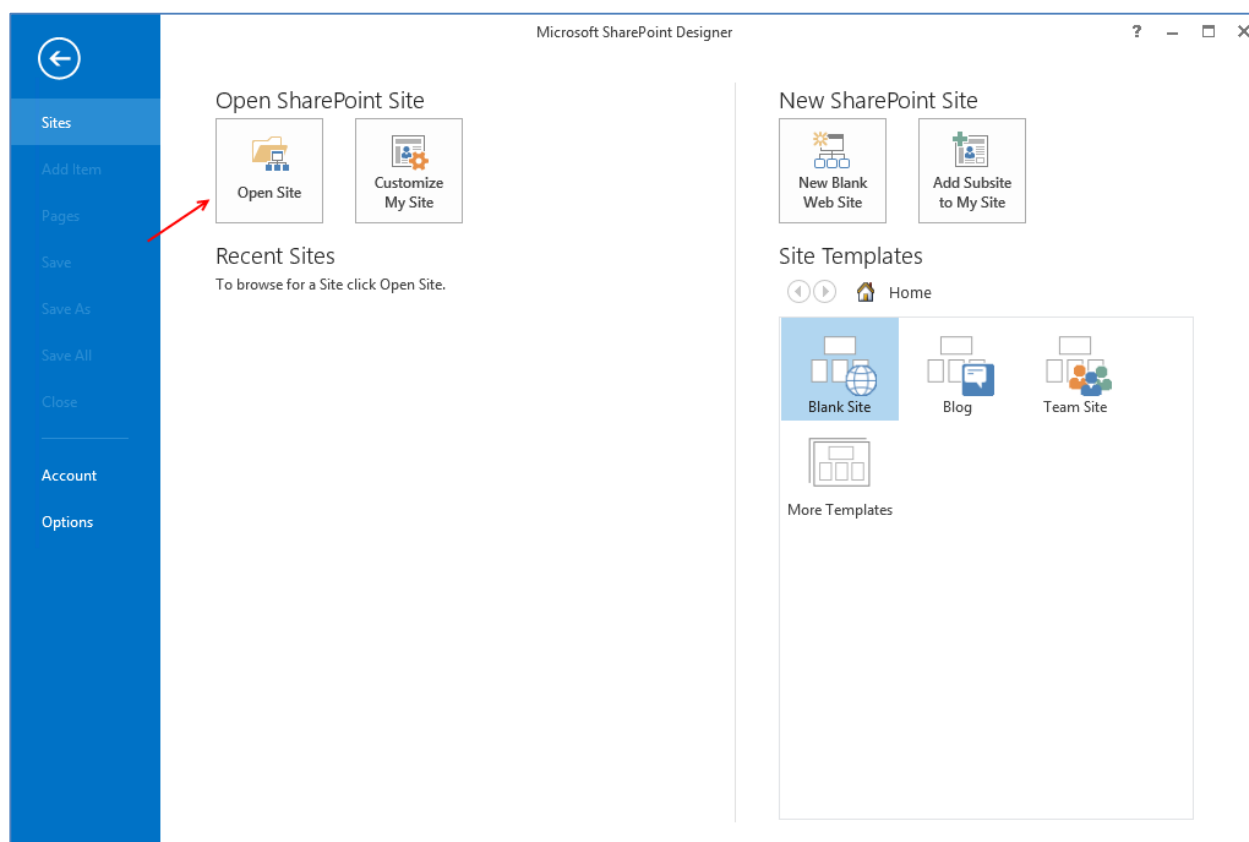 Microsoft SharePoint Designer
?
Sites
Add Item
Pages
Save
Save As
Save All
Close
Account
Options
Open SharePoint Site
Open Site
Customize
My Site
Recent Sites
To browse for a Site click Open Site.
New SharePoint Site
New Blank
Web Site
Add Subsite
to My Site
Site Templates
Home
Blank Site
Blog
Team Site
More Templates